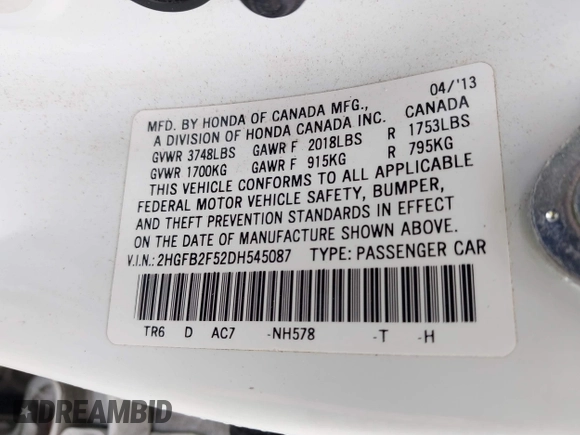 04/'13
MFD. BY HONDA OF CANADA MFG., CANADA
A DIVISION OF HONDA CANADA INC.
GVWR 3748LBS GAWR F 2018LBS R 1753LBS
GVWR 1700KG GAWR F 915KG R 795KG
THIS VEHICLE CONFORMS TO ALL APPLICABLE
FEDERAL MOTOR VEHICLE SAFETY, BUMPER,
AND THEFT PREVENTION STANDARDS IN EFFECT
ON THE DATE OF MANUFACTURE SHOWN ABOVE.
V.I.N.: 2HGFB2F52DH545087 TYPE: PASSENGER CAR
TR6 D AC7 -NH578 -T -H
DREAMBID